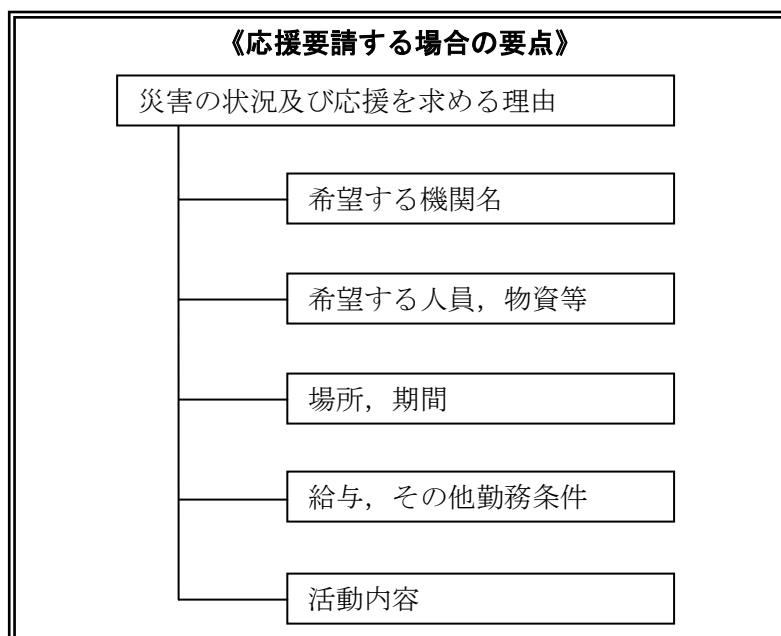 《応援要請する場合の要点》
災害の状況及び応援を求める理由
希望する機関名
希望する人員，物資等
場所，期間
給与，その他勤務条件
活動内容